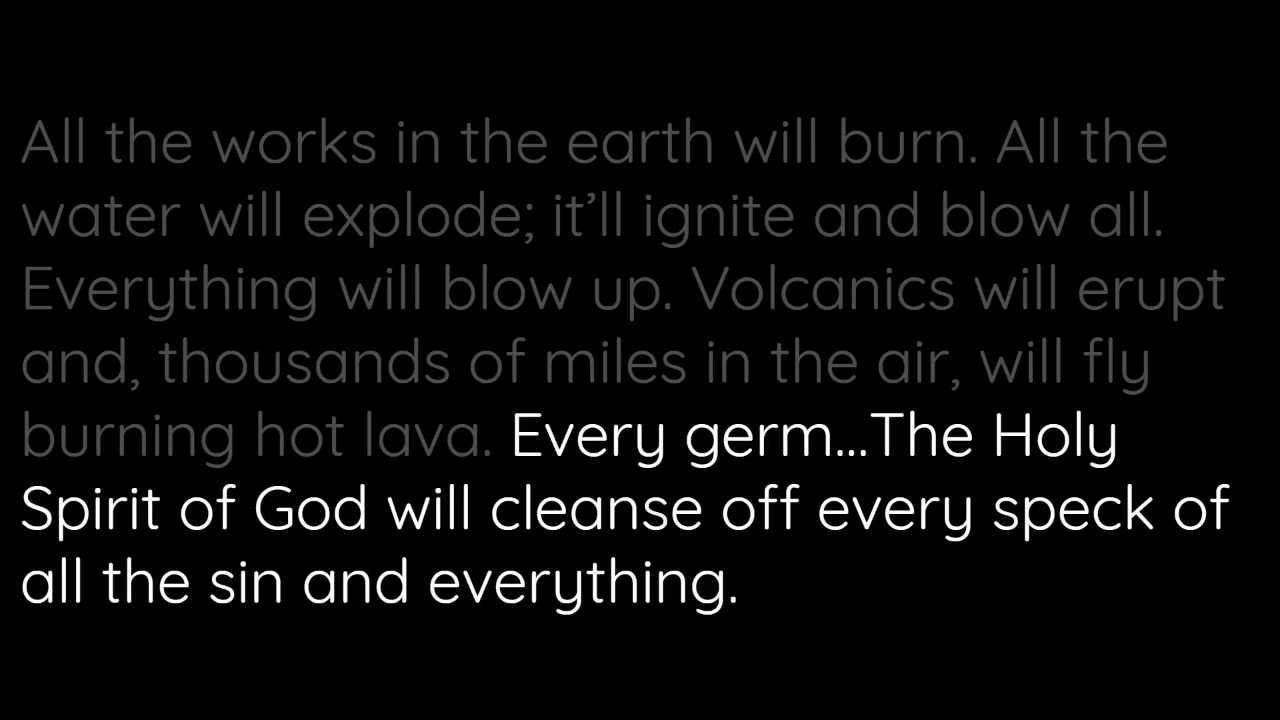 All the works in the earth will burn. All the
water will explode; it’ll ignite and blow all.
Everything will blow up. Volcanics will erupt
and, thousands of miles in the air, will fly
burning hot lava. Every germ...The Holy
Spirit of God will cleanse off every speck of
all the sin and everything.